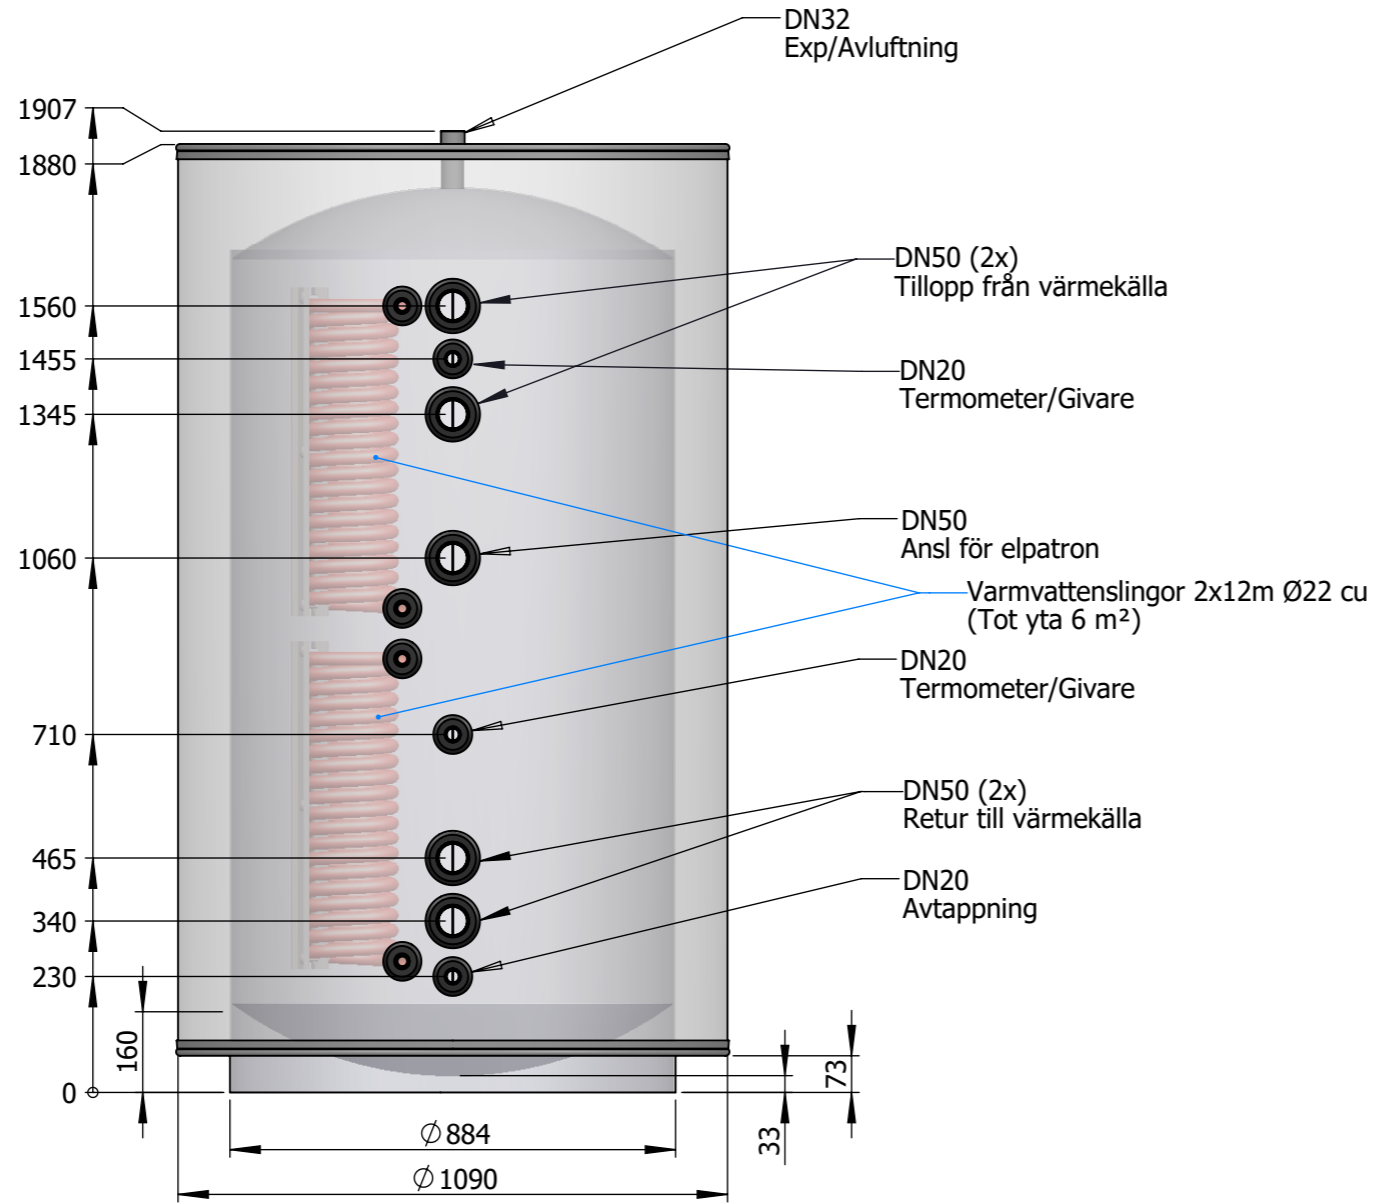 DN32
Exp/Avluftning
1907
1880
DN50 (2x)
Tillopp från värmekälla
1560
1455
DN20
Termometer/Givare
1345
DN50
Ansl för elpatron
1060
Varmvattenslingor 2x12m Ø22 cu
(Tot yta 6 m²)
DN20
Termometer/Givare
710
DN50 (2x)
Retur till värmekälla
465
DN20
Avtappning
340
230
160
73
33
0
Ø884
Ø1090